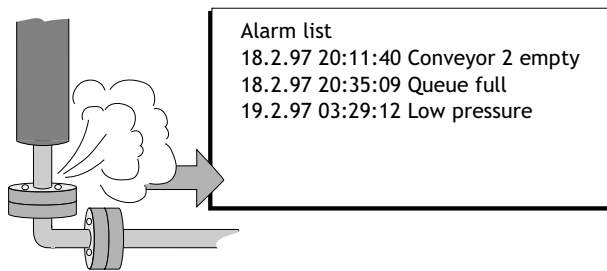 Alarm list
18.2.97 20:11:40 Conveyor 2 empty
18.2.97 20:35:09 Queue full
19.2.97 03:29:12 Low pressure